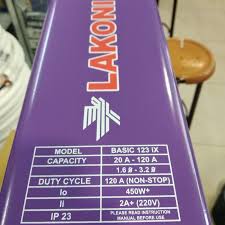 LAKONI
MODEL BASIC 123 iX
CAPACITY 20 A - 120 A
1.6 ø - 3.2 ø
DUTY CYCLE 120 A (NON-STOP)
Io 450W*
Ii 2A+ (220V)
IP 23 PLEASE READ INSTRUCTION
MANUAL BEFORE USE